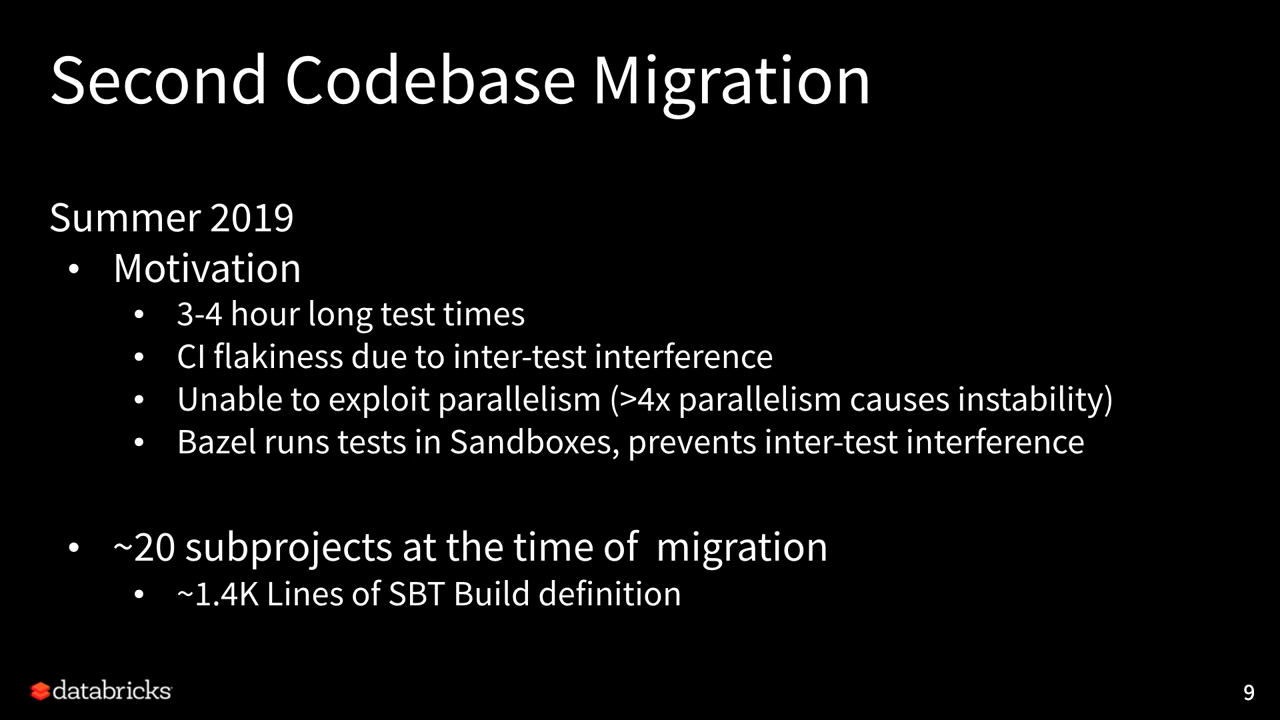 Second Codebase Migration
Summer 2019
• Motivation
• 3-4 hour long test times
• CI flakiness due to inter-test interference
• Unable to exploit parallelism (>4x parallelism causes instability)
• Bazel runs tests in Sandboxes, prevents inter-test interference
• ~20 subprojects at the time of  migration
• ~1.4K Lines of SBT Build definition
databricks
9